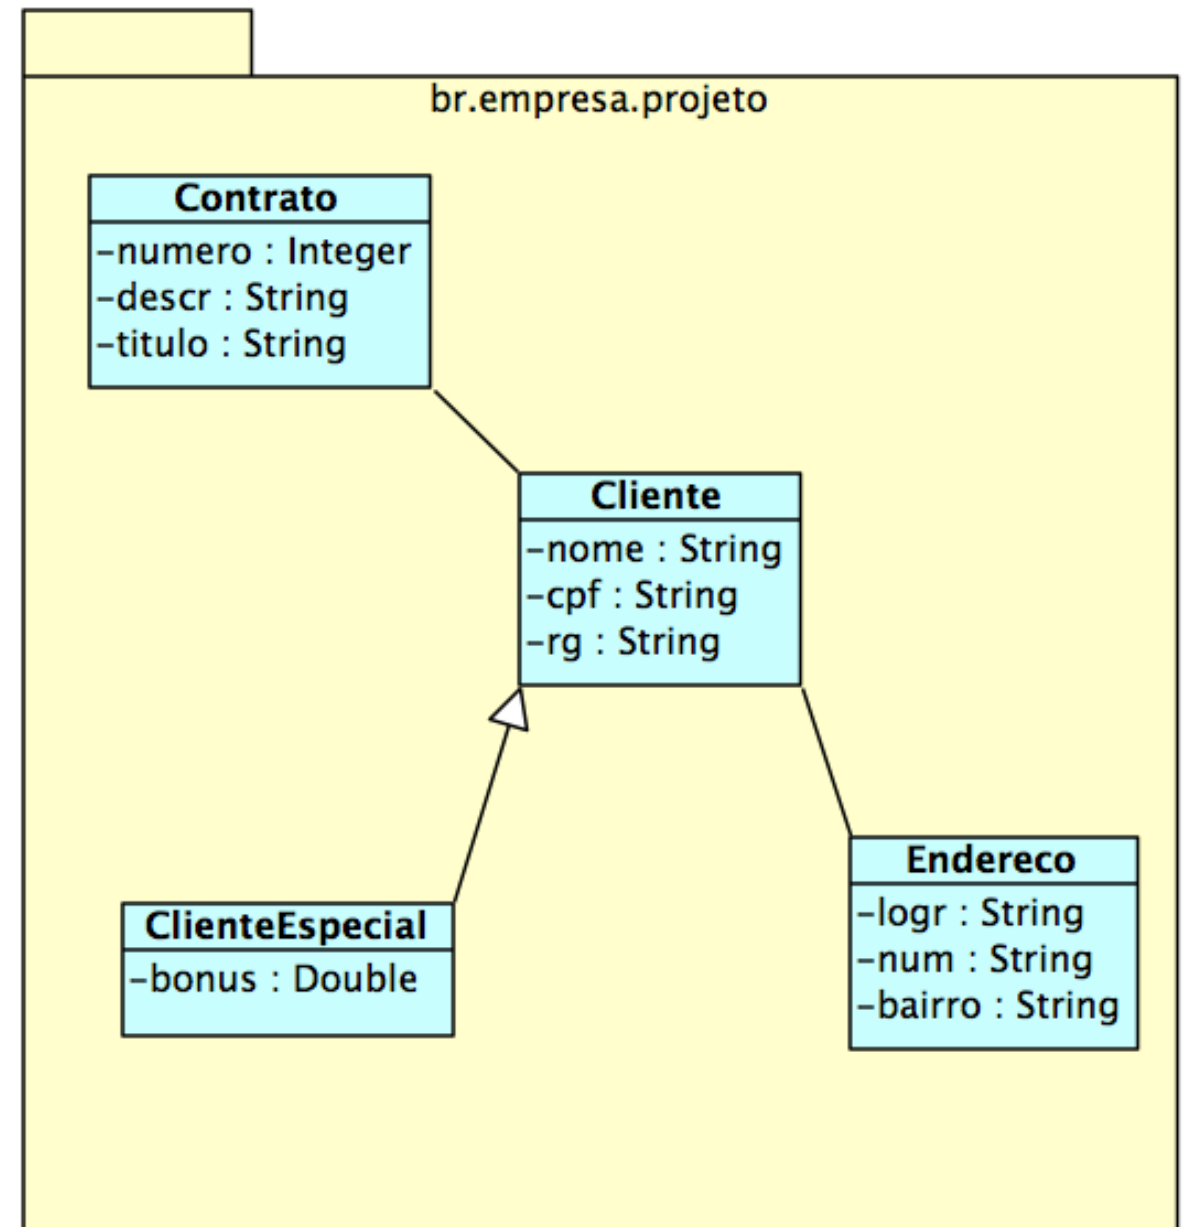 br.empresa.projeto
Contrato
-numero : Integer
-descr : String
-titulo : String
Cliente
-nome : String
-cpf : String
-rg : String
ClienteEspecial
-bonus : Double
Endereco
-logr : String
-num : String
-bairro : String